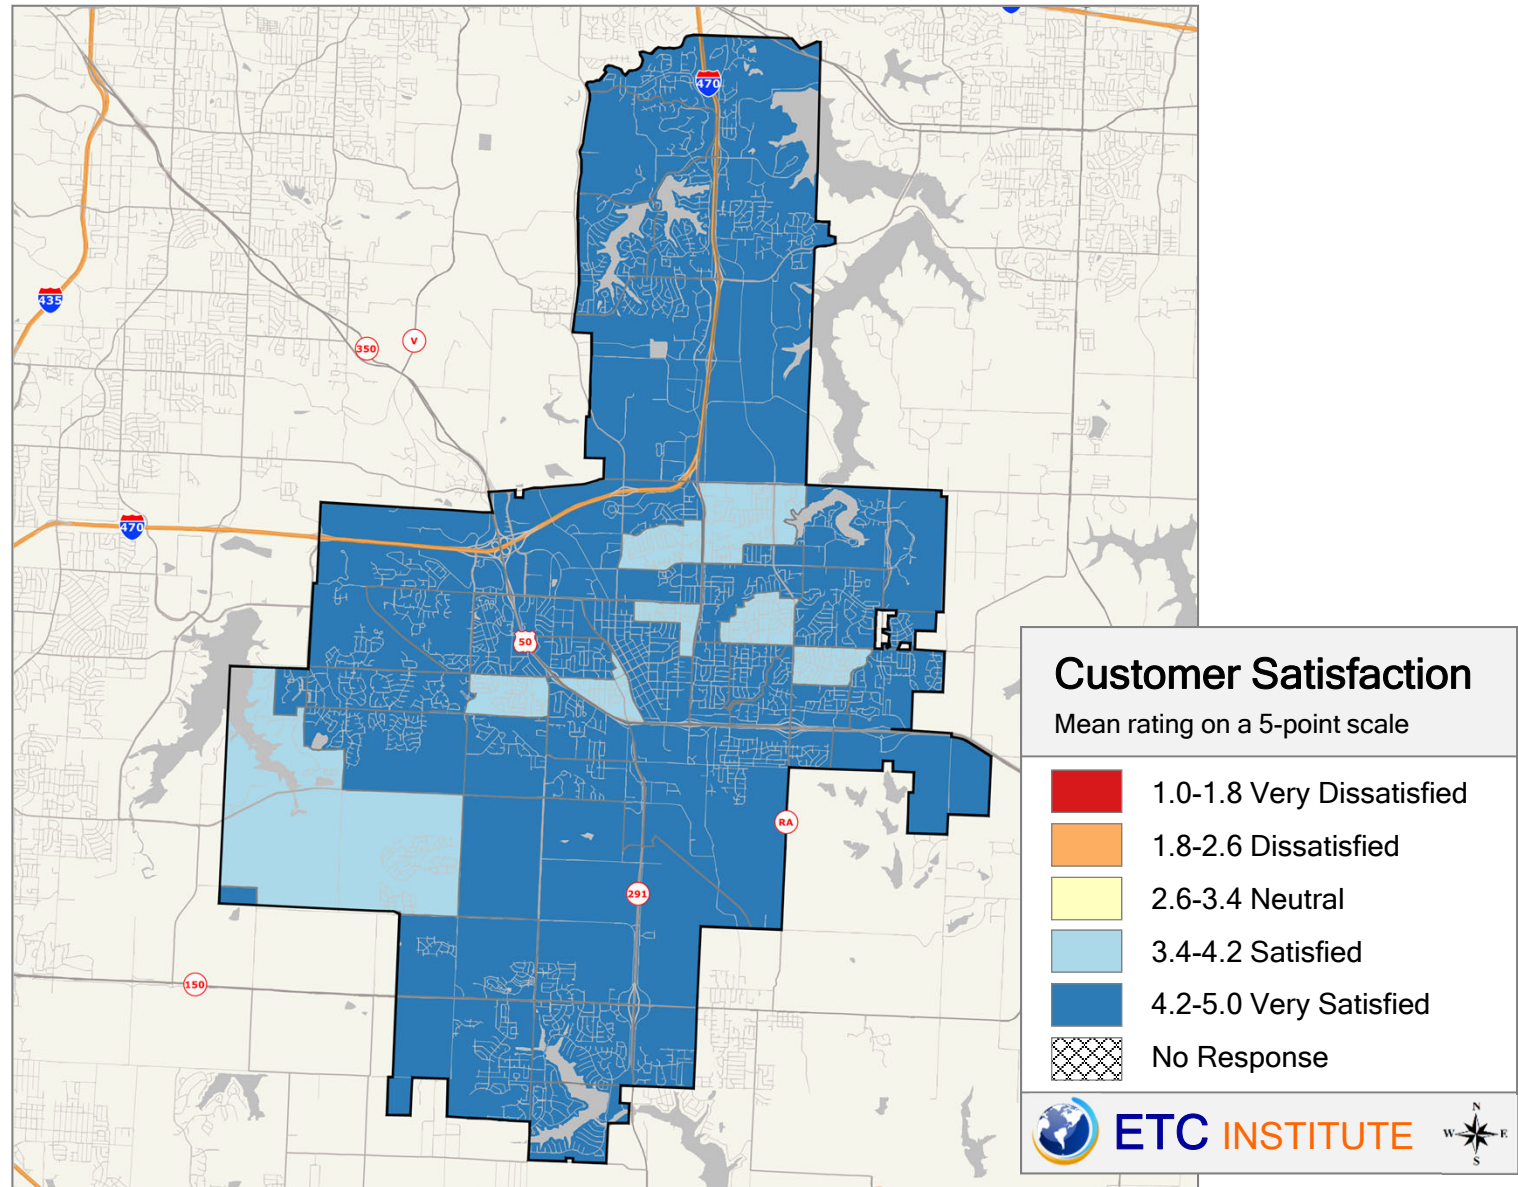 470
435
350
V
470
50
RA
291
150
Customer Satisfaction
Mean rating on a 5-point scale
1.0-1.8 Very Dissatisfied
1.8-2.6 Dissatisfied
2.6-3.4 Neutral
3.4-4.2 Satisfied
4.2-5.0 Very Satisfied
No Response
ETC INSTITUTE
N
W E
S